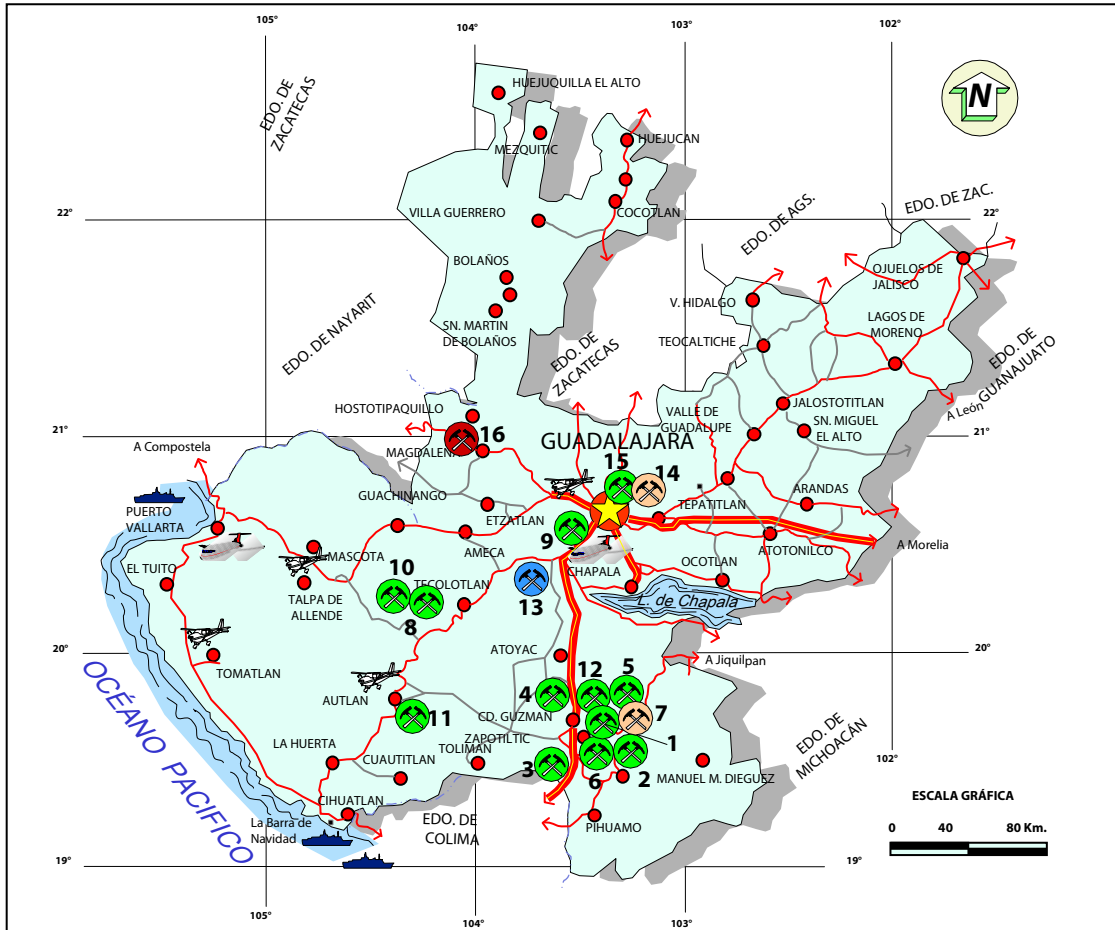 105°
104°
103°
102°
EDO. DE
ZACATECAS
HUEJUQUILLA EL ALTO
N
MEZQUITIC
HUEJUCAN
22°
VILLA GUERRERO
COCOTLAN
EDO. DE AGS.
EDO. DE ZAC.
22°
BOLAÑOS
OJUELOS DE
JALISCO
EDO. DE NAYARIT
V. HIDALGO
SN. MARTIN
DE BOLAÑOS
EDO. DE
ZACATECAS
TEOCALTICHE
LAGOS DE
MORENO
EDO. DE
GUANAJUATO
HOSTOTIPAQUILLO
VALLE DE
GUADALUPE
JALOSTOTITLAN
SN. MIGUEL
EL ALTO
A León
21°
A Compostela
16
MAGDALENA
GUADALAJARA
21°
15
14
GUACHINANGO
TEPATITLAN
ARANDAS
PUERTO
VALLARTA
ETZATLAN
9
AMECA
MASCOTA
ATOTONILCO
A Morelia
EL TUITO
10
TECOLOTLAN
CHAPALA
OCOTLAN
TALPA DE
ALLENDE
8
13
L. de Chapala
20°
ATOYAC
A Jiquilpan
20°
TOMATLAN
OCÉANO PACIFICO
AUTLAN
4
12
5
11
CD. GUZMAN
7
LA HUERTA
ZAPOTILTIC
1
EDO. DE
MICHOACÁN
TOLIMAN
CUAUTITLAN
3
6
2
MANUEL M. DIEGUEZ
102°
CIHUATLAN
ESCALA GRÁFICA
La Barra de
Navidad
EDO. DE
COLIMA
PIHUAMO
0
40
80 Km.
19°
19°
105°
104°
103°